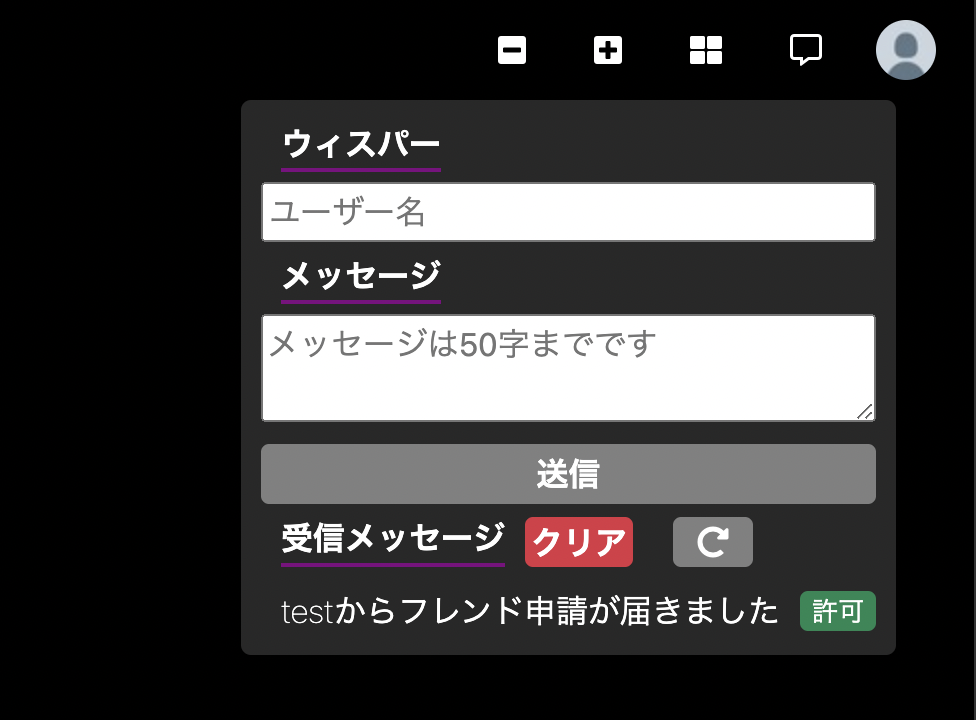 ウィスパー
ユーザー名
メッセージ
メッセージは50字までです
送信
受信メッセージ クリア
testからフレンド申請が届きました 許可